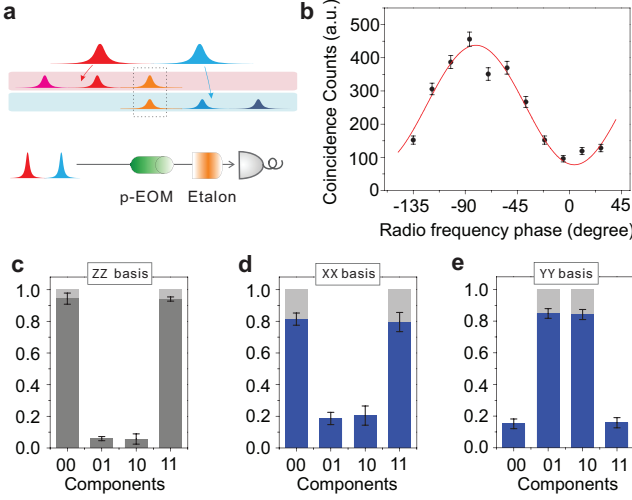 a
p-EOM
Etalon
b
Coincidence Counts (a.u.)
500
400
300
200
100
0
-135
-90
-45
0
45
Radio frequency phase (degree)
c
ZZ basis
1.0
0.8
0.6
0.4
0.2
0.0
00 01 10 11
Components
d
XX basis
1.0
0.8
0.6
0.4
0.2
0.0
00 01 10 11
Components
e
YY basis
1.0
0.8
0.6
0.4
0.2
0.0
00 01 10 11
Components